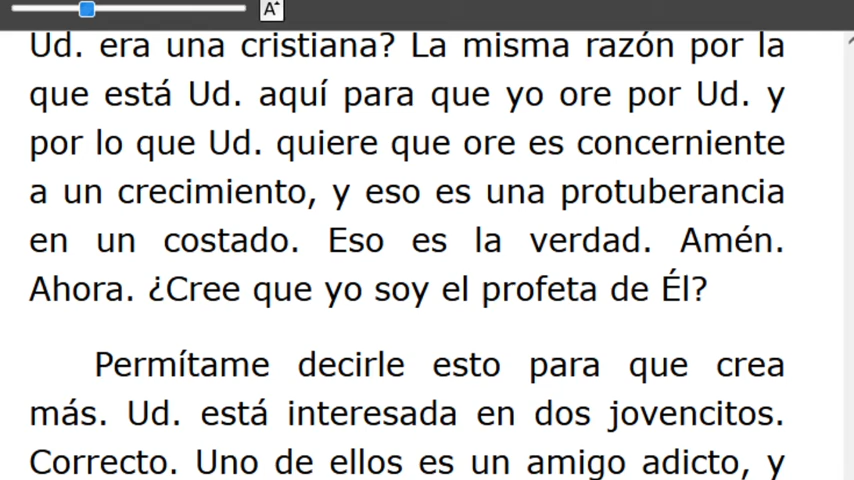 A
Ud. era una cristiana? La misma razón por la
que está Ud. aquí para que yo ore por Ud. y
por lo que Ud. quiere que ore es concerniente
a un crecimiento, y eso es una protuberancia
en un costado. Eso es la verdad. Amén.
Ahora. ¿Cree que yo soy el profeta de Él?
Permítame decirle esto para que crea
más. Ud. está interesada en dos jovencitos.
Correcto. Uno de ellos es un amigo adicto, y